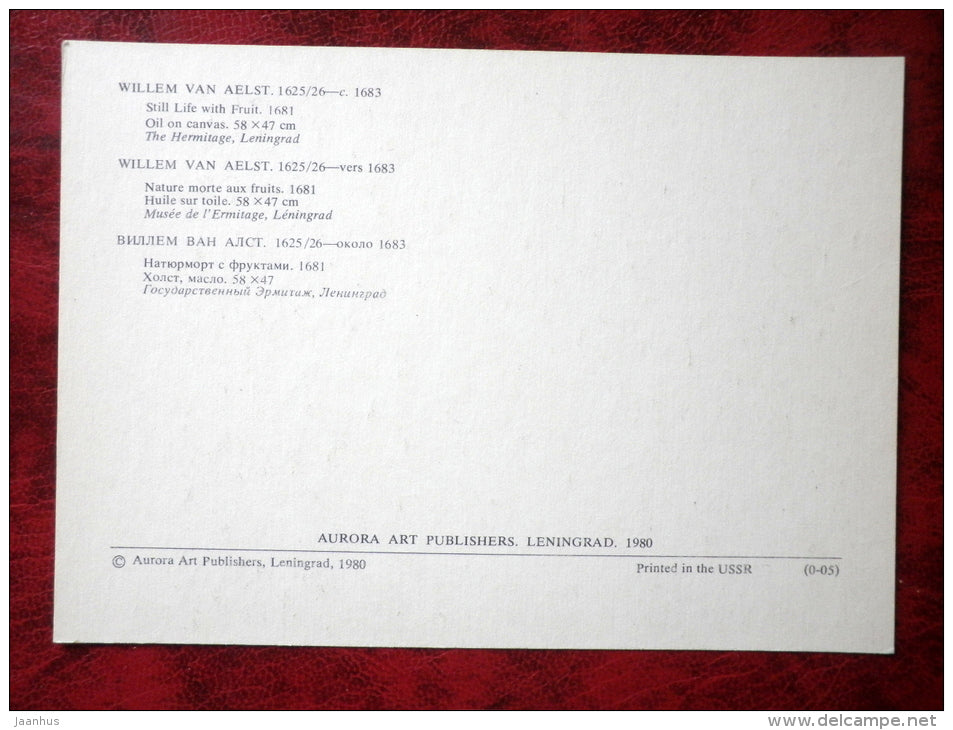 WILLEM VAN AELST. 1625/26—c. 1683
Still Life with Fruit. 1681
Oil on canvas. 58 × 47 cm
The Hermitage, Leningrad
WILLEM VAN AELST. 1625/26—vers 1683
Nature morte aux fruits. 1681
Huile sur toile. 58 × 47 cm
Musée de l'Ermitage, Léningrad
ВИЛЛЕМ ВАН АЛСТ. 1625/26—около 1683
Натюрморт с фруктами. 1681
Холст, масло. 58 × 47
Государственный Эрмитаж, Ленинград
AURORA ART PUBLISHERS. LENINGRAD. 1980
© Aurora Art Publishers, Leningrad, 1980 Printed in the USSR (0-05)
jaanhus www.delcampe.net